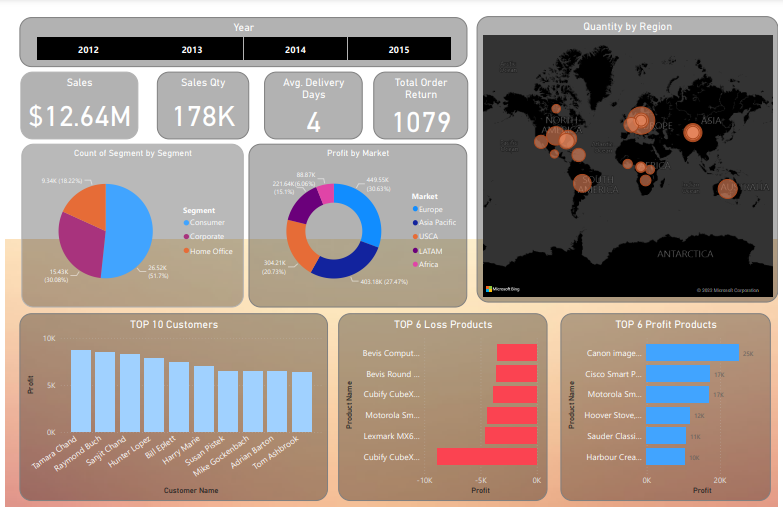 Year
2012 2013 2014 2015
Sales
$12.64M
Sales Qty
178K
Avg. Delivery
Days
4
Total Order
Return
1079
Quantity by Region
NORTH
AMERICA
EUROPE
ASIA
AFRICA
SOUTH
AMERICA
AUSTRALIA
ANTARCTICA
Microsoft Bing
© 2023 Microsoft Corporation
Count of Segment by Segment
9.34K (18.22%)
15.43K
(30.08%)
26.52K
(51.7%)
Segment
Consumer
Corporate
Home Office
Profit by Market
88.87K
(6.06%)
221.64K
(15.1%)
449.55K
(30.63%)
304.21K
(20.73%)
403.18K (27.47%)
Market
Europe
Asia Pacific
USCA
LATAM
Africa
TOP 10 Customers
Profit
10K
5K
0K
Tamara Chand
Raymond Buch
Sanjit Chand
Hunter Lopez
Bill Eplett
Harry Marie
Susan Pistek
Mike Gockenbach
Adrian Barton
Tom Ashbrook
Customer Name
TOP 6 Loss Products
Product Name
Bevis Comput...
Bevis Round ...
Cubify CubeX...
Motorola Sm...
Lexmark MX6...
Cubify CubeX...
-10K -5K 0K
Profit
TOP 6 Profit Products
Product Name
Canon image... 25K
Cisco Smart P... 17K
Motorola Sm... 17K
Hoover Stove,... 12K
Sauder Classi... 11K
Harbour Crea...
0K 20K
Profit